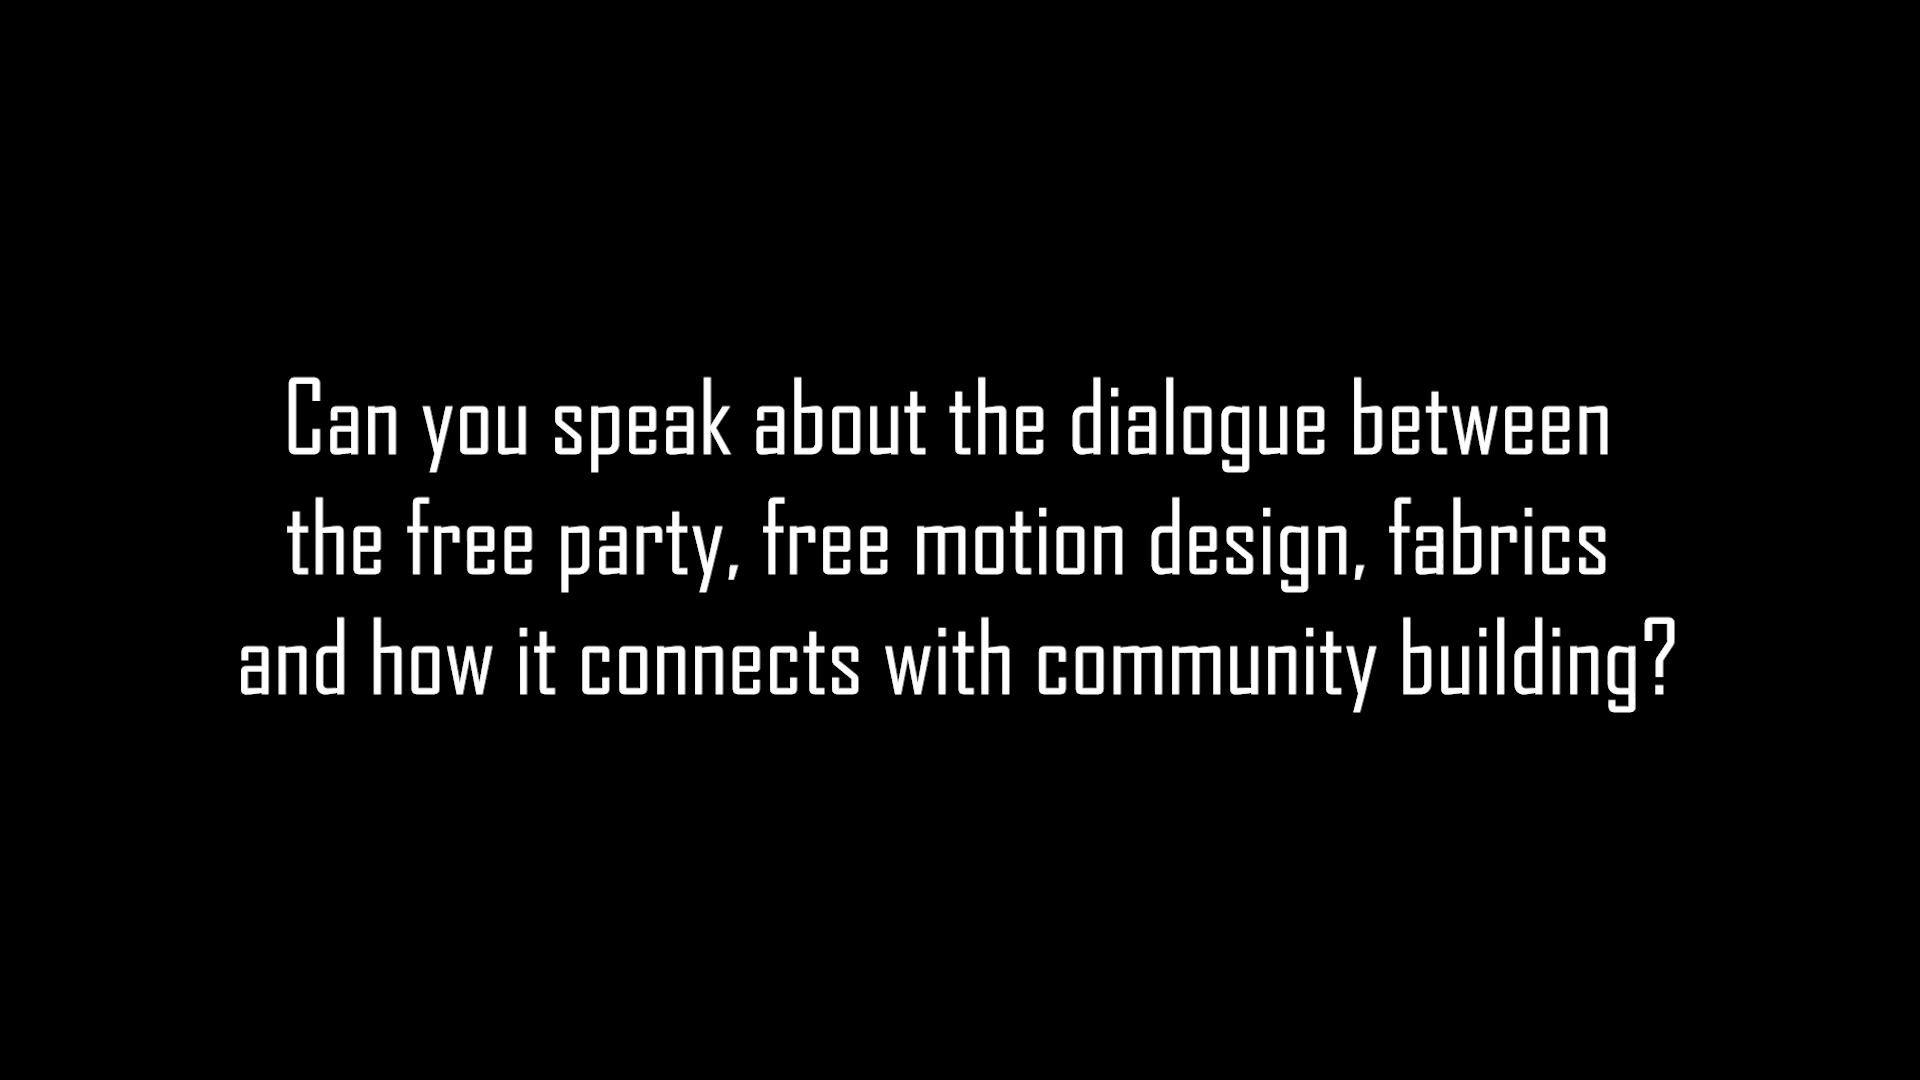 Can you speak about the dialogue between
the free party, free motion design, fabrics
and how it connects with community building?